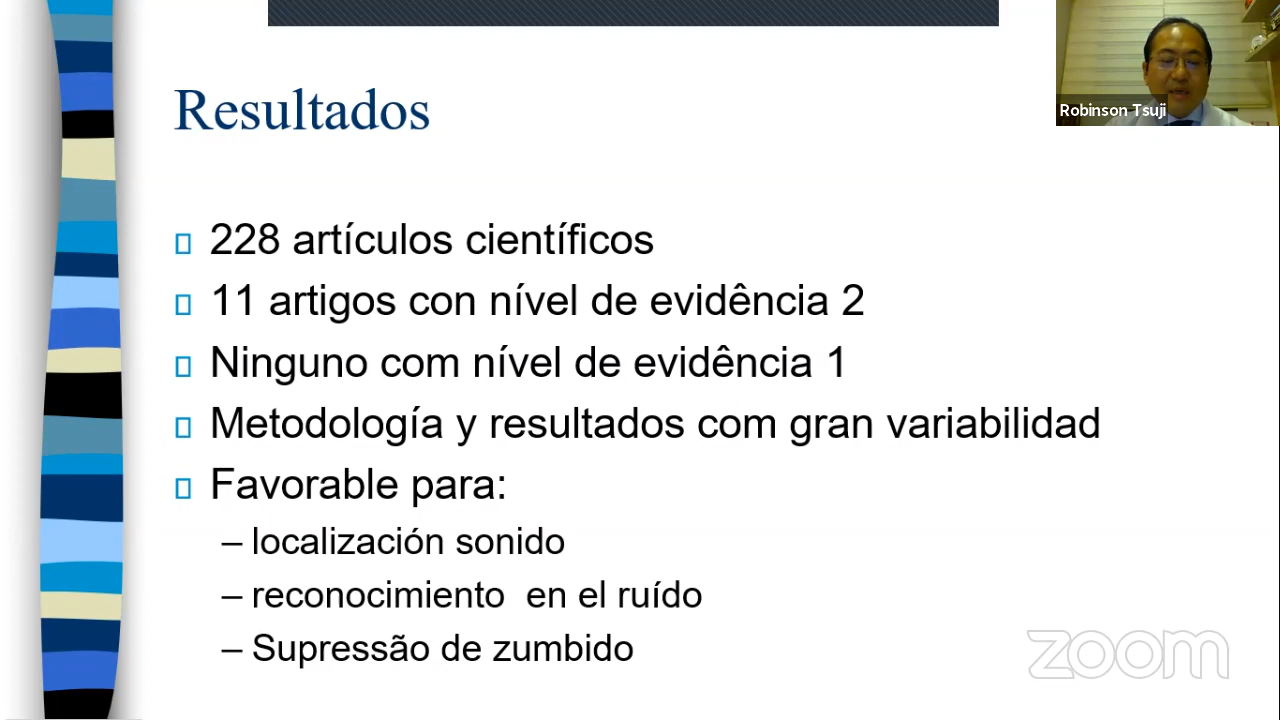 Robinson Tsuji
Resultados
228 artículos científicos
11 artigos con nível de evidência 2
Ninguno com nível de evidência 1
Metodología y resultados com gran variabilidad
Favorable para:
– localización sonido
– reconocimiento en el ruído
– Supressão de zumbido
zoom